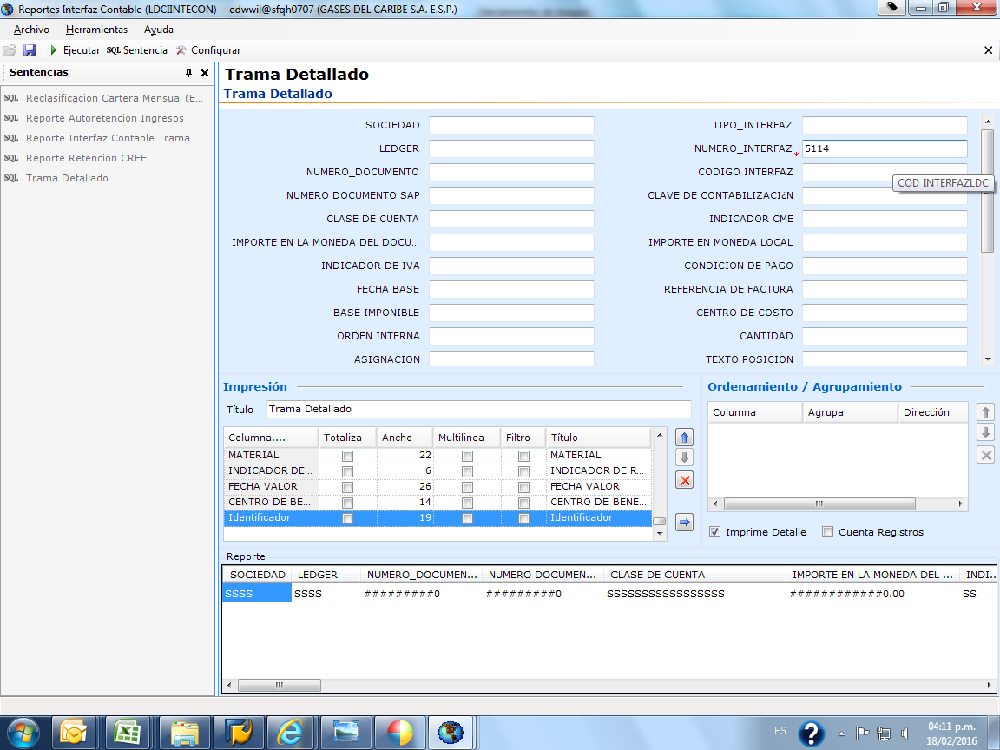 Reportes Interfaz Contable (LDCIINTECON) - edwwil@sfqh0707 (GASES DEL CARIBE S.A. E.S.P.)
Archivo Herramientas Ayuda
Ejecutar SQL Sentencia Configurar
Sentencias
SQL Reclasificacion Cartera Mensual (E...
SQL Reporte Autoretencion Ingresos
SQL Reporte Interfaz Contable Trama
SQL Reporte Retención CREE
SQL Trama Detallado
Trama Detallado
Trama Detallado
SOCIEDAD TIPO_INTERFAZ
LEDGER NUMERO_INTERFAZ * 5114
NUMERO_DOCUMENTO CODIGO INTERFAZ
COD_INTERFAZLDC
NUMERO DOCUMENTO SAP CLAVE DE CONTABILIZACI¿N
CLASE DE CUENTA INDICADOR CME
IMPORTE EN LA MONEDA DEL DOCU... IMPORTE EN MONEDA LOCAL
INDICADOR DE IVA CONDICION DE PAGO
FECHA BASE REFERENCIA DE FACTURA
BASE IMPONIBLE CENTRO DE COSTO
ORDEN INTERNA CANTIDAD
ASIGNACION TEXTO POSICION
Impresión
Título Trama Detallado
Columna.... Totaliza Ancho Multilinea Filtro Título
MATERIAL 22 MATERIAL
INDICADOR DE... 6 INDICADOR DE R...
FECHA VALOR 26 FECHA VALOR
CENTRO DE BE... 14 CENTRO DE BENE...
Identificador 19 Identificador
Ordenamiento / Agrupamiento
Columna Agrupa Dirección
Imprime Detalle Cuenta Registros
Reporte
SOCIEDAD LEDGER NUMERO_DOCUMEN... NUMERO DOCUMEN... CLASE DE CUENTA IMPORTE EN LA MONEDA DEL ... INDI...
SSSS SSSS #########0 #########0 SSSSSSSSSSSSSSSSS ############0.00 SS
ES
04:11 p.m.
18/02/2016